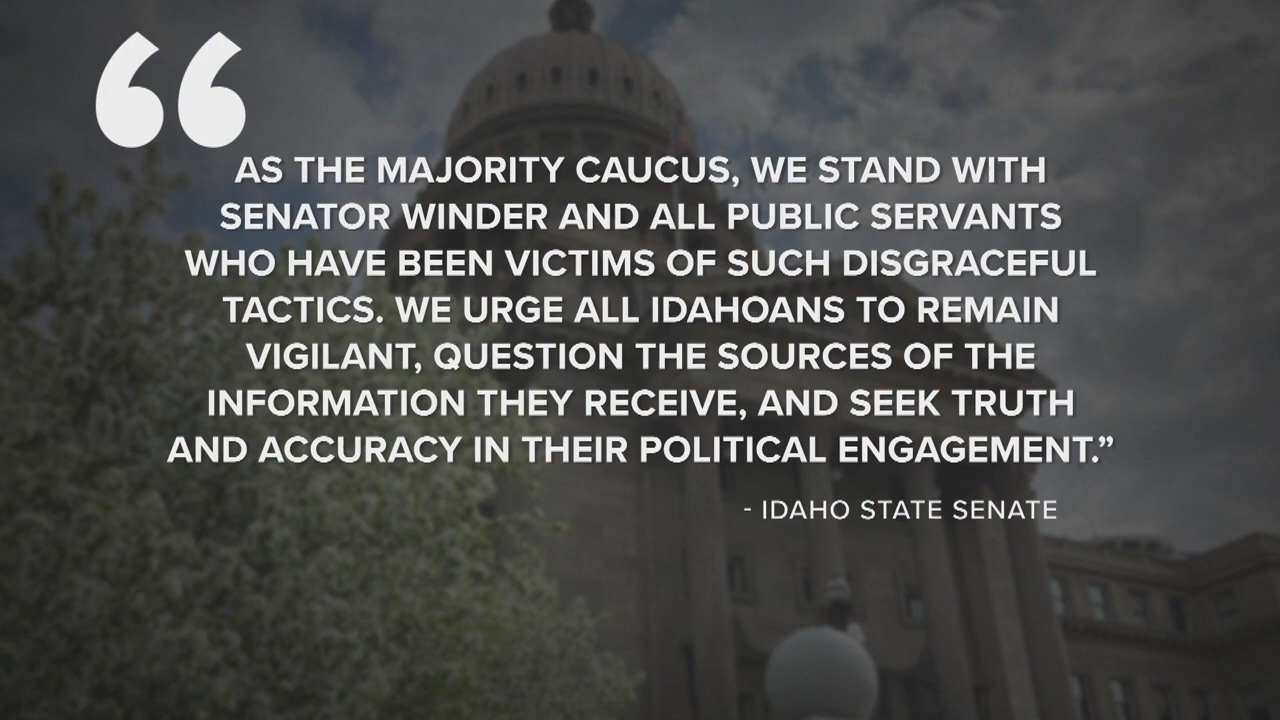 “
AS THE MAJORITY CAUCUS, WE STAND WITH
SENATOR WINDER AND ALL PUBLIC SERVANTS
WHO HAVE BEEN VICTIMS OF SUCH DISGRACEFUL
TACTICS. WE URGE ALL IDAHOANS TO REMAIN
VIGILANT, QUESTION THE SOURCES OF THE
INFORMATION THEY RECEIVE, AND SEEK TRUTH
AND ACCURACY IN THEIR POLITICAL ENGAGEMENT.”
- IDAHO STATE SENATE